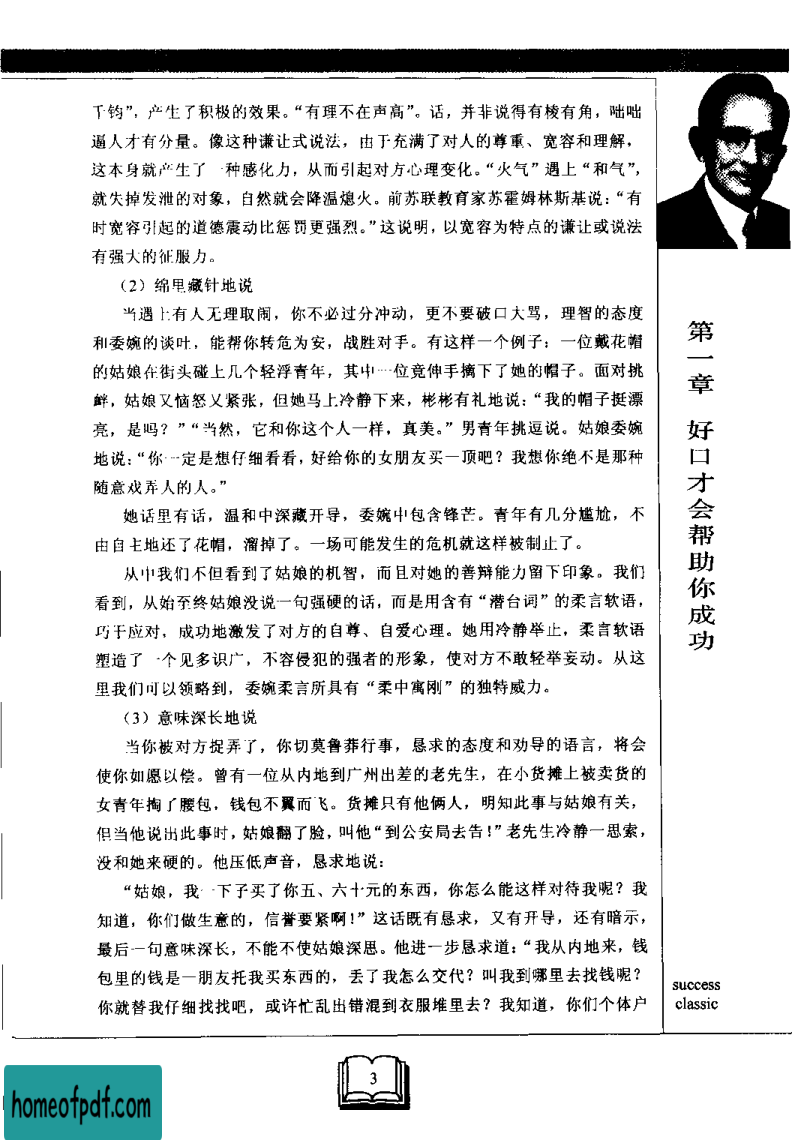 千钧”,产生了积极的效果。“有理不在声高”。话,并非说得有棱有角,咄咄
逼人才有分量。像这种谦让式说法,由于充满了对人的尊重、宽容和理解,
这本身就产生了一种感化力,从而引起对方心理变化。“火气”遇上“和气”,
就失掉发泄的对象,自然就会降温熄火。前苏联教育家苏霍姆林斯基说:“有
时宽容引起的道德震动比惩罚更强烈。”这说明,以宽容为特点的谦让或说法
有强大的征服力。
(2)绵里藏针地说
当遇上有人无理取闹,你不必过分冲动,更不要破口大骂,理智的态度
和委婉的谈吐,能帮你转危为安,战胜对手。有这样一个例子:一位戴花帽
的姑娘在街头碰上几个轻浮青年,其中一位竟伸手摘下了她的帽子。面对挑
衅,姑娘又恼怒又紧张,但她马上冷静下来,彬彬有礼地说:“我的帽子挺漂
亮,是吗?”“当然,它和你这个人一样,真美。”男青年挑逗说。姑娘委婉
地说:“你一定是想仔细看看,好给你的女朋友买一顶吧?我想你绝不是那种
随意戏弄人的人。”
她话里有话,温和中深藏开导,委婉中包含锋芒。青年有几分尴尬,不
由自主地还了花帽,溜掉了。一场可能发生的危机就这样被制止了。
从中我们不但看到了姑娘的机智,而且对她的善辩能力留下印象。我们
看到,从始至终姑娘没说一句强硬的话,而是用含有“潜台词”的柔言软语,
巧于应对,成功地激发了对方的自尊、自爱心理。她用冷静举止,柔言软语
塑造了一个见多识广,不容侵犯的强者的形象,使对方不敢轻举妄动。从这
里我们可以领略到,委婉柔言所具有“柔中寓刚”的独特威力。
(3)意味深长地说
当你被对方捉弄了,你切莫鲁莽行事,恳求的态度和劝导的语言,将会
使你如愿以偿。曾有一位从内地到广州出差的老先生,在小货摊上被卖货的
女青年掏了腰包,钱包不翼而飞。货摊只有他俩人,明知此事与姑娘有关,
但当他说出此事时,姑娘翻了脸,叫他“到公安局去告!”老先生冷静一思索,
没和她来硬的。他压低声音,恳求地说:
“姑娘,我一下子买了你五、六十元的东西,你怎么能这样对待我呢?我
知道,你们做生意的,信誉要紧啊!”这话既有恳求,又有开导,还有暗示,
最后一句意味深长,不能不使姑娘深思。他进一步恳求道:“我从内地来,钱
包里的钱是一朋友托我买东西的,丢了我怎么交代?叫我到哪里去找钱呢?
你就替我仔细找找吧,或许忙乱出错混到衣服堆里去?我知道,你们个体户
第一章 好口才会帮助你成功
success
classic
3
homeofpdf.com